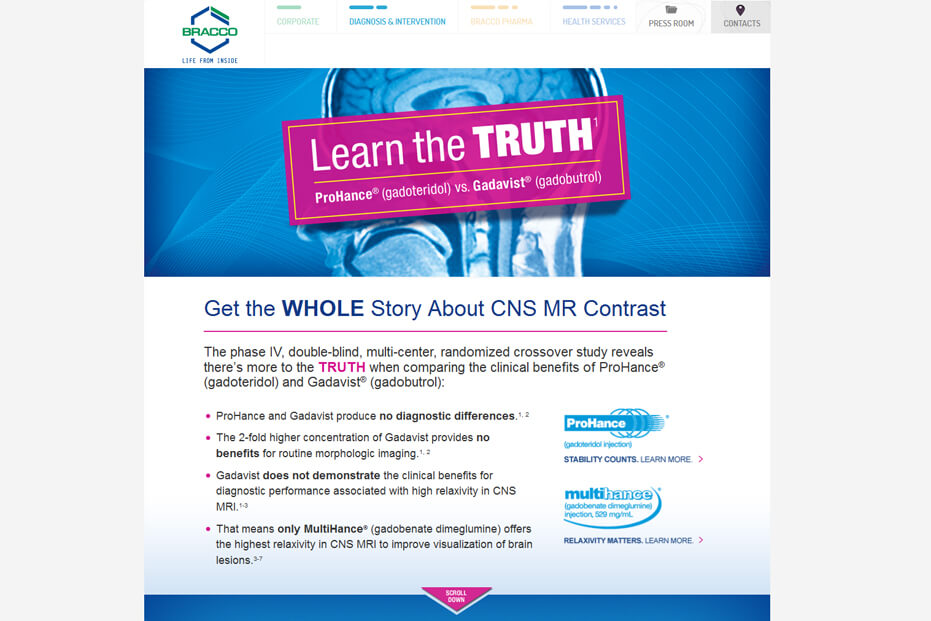 BRACCO
LIFE FROM INSIDE
CORPORATE
DIAGNOSIS & INTERVENTION
BRACCO PHARMA
HEALTH SERVICES
PRESS ROOM
CONTACTS
Learn the TRUTH¹
ProHance® (gadoteridol) vs. Gadavist® (gadobutrol)
Get the WHOLE Story About CNS MR Contrast
The phase IV, double-blind, multi-center, randomized crossover study reveals
there's more to the TRUTH when comparing the clinical benefits of ProHance®
(gadoteridol) and Gadavist® (gadobutrol):
• ProHance and Gadavist produce no diagnostic differences.¹, ²
• The 2-fold higher concentration of Gadavist provides no
benefits for routine morphologic imaging.¹, ²
• Gadavist does not demonstrate the clinical benefits for
diagnostic performance associated with high relaxivity in CNS
MRI.¹-³
• That means only MultiHance® (gadobenate dimeglumine) offers
the highest relaxivity in CNS MRI to improve visualization of brain
lesions.³-⁷
ProHance®
(gadoteridol injection)
STABILITY COUNTS. LEARN MORE. >
multihance®
(gadobenate dimeglumine)
injection, 529 mg/mL
RELAXIVITY MATTERS. LEARN MORE. >
SCROLL
DOWN